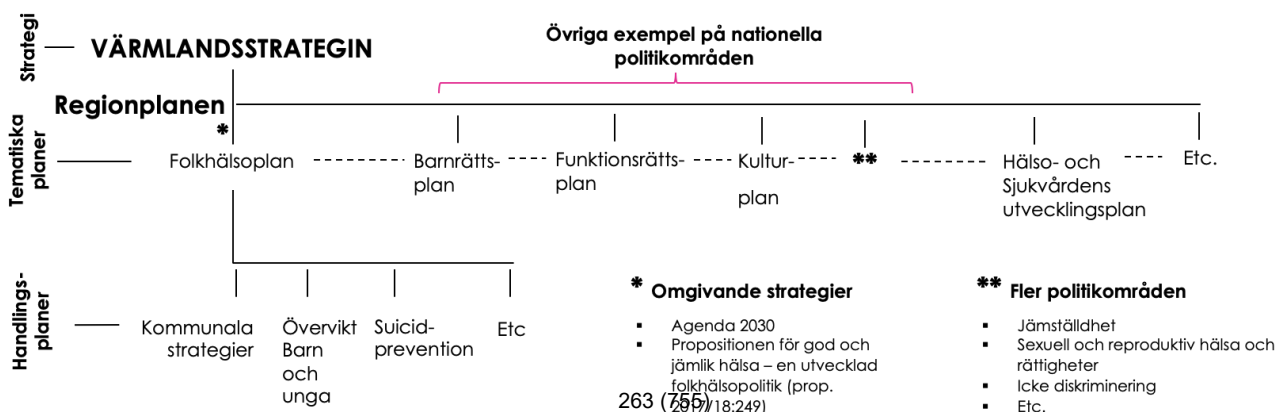 Strategi
VÄRMLANDSSTRATEGIN
Övriga exempel på nationella
politikområden
Regionplanen
*
Tematiska
planer
Folkhälsoplan
Barnrätts-
plan
Funktionsrätts-
plan
Kultur-
plan
**
Hälso- och
Sjukvårdens
utvecklingsplan
Etc.
Handlings-
planer
Kommunala
strategier
Övervikt
Barn
och
unga
Suicid-
prevention
Etc
* Omgivande strategier
▪ Agenda 2030
▪ Propositionen för god och
jämlik hälsa – en utvecklad
folkhälsopolitik (prop.
2017/18:249)
** Fler politikområden
▪ Jämställdhet
▪ Sexuell och reproduktiv hälsa och
rättigheter
▪ Icke diskriminering
▪ Etc.
263 (755)